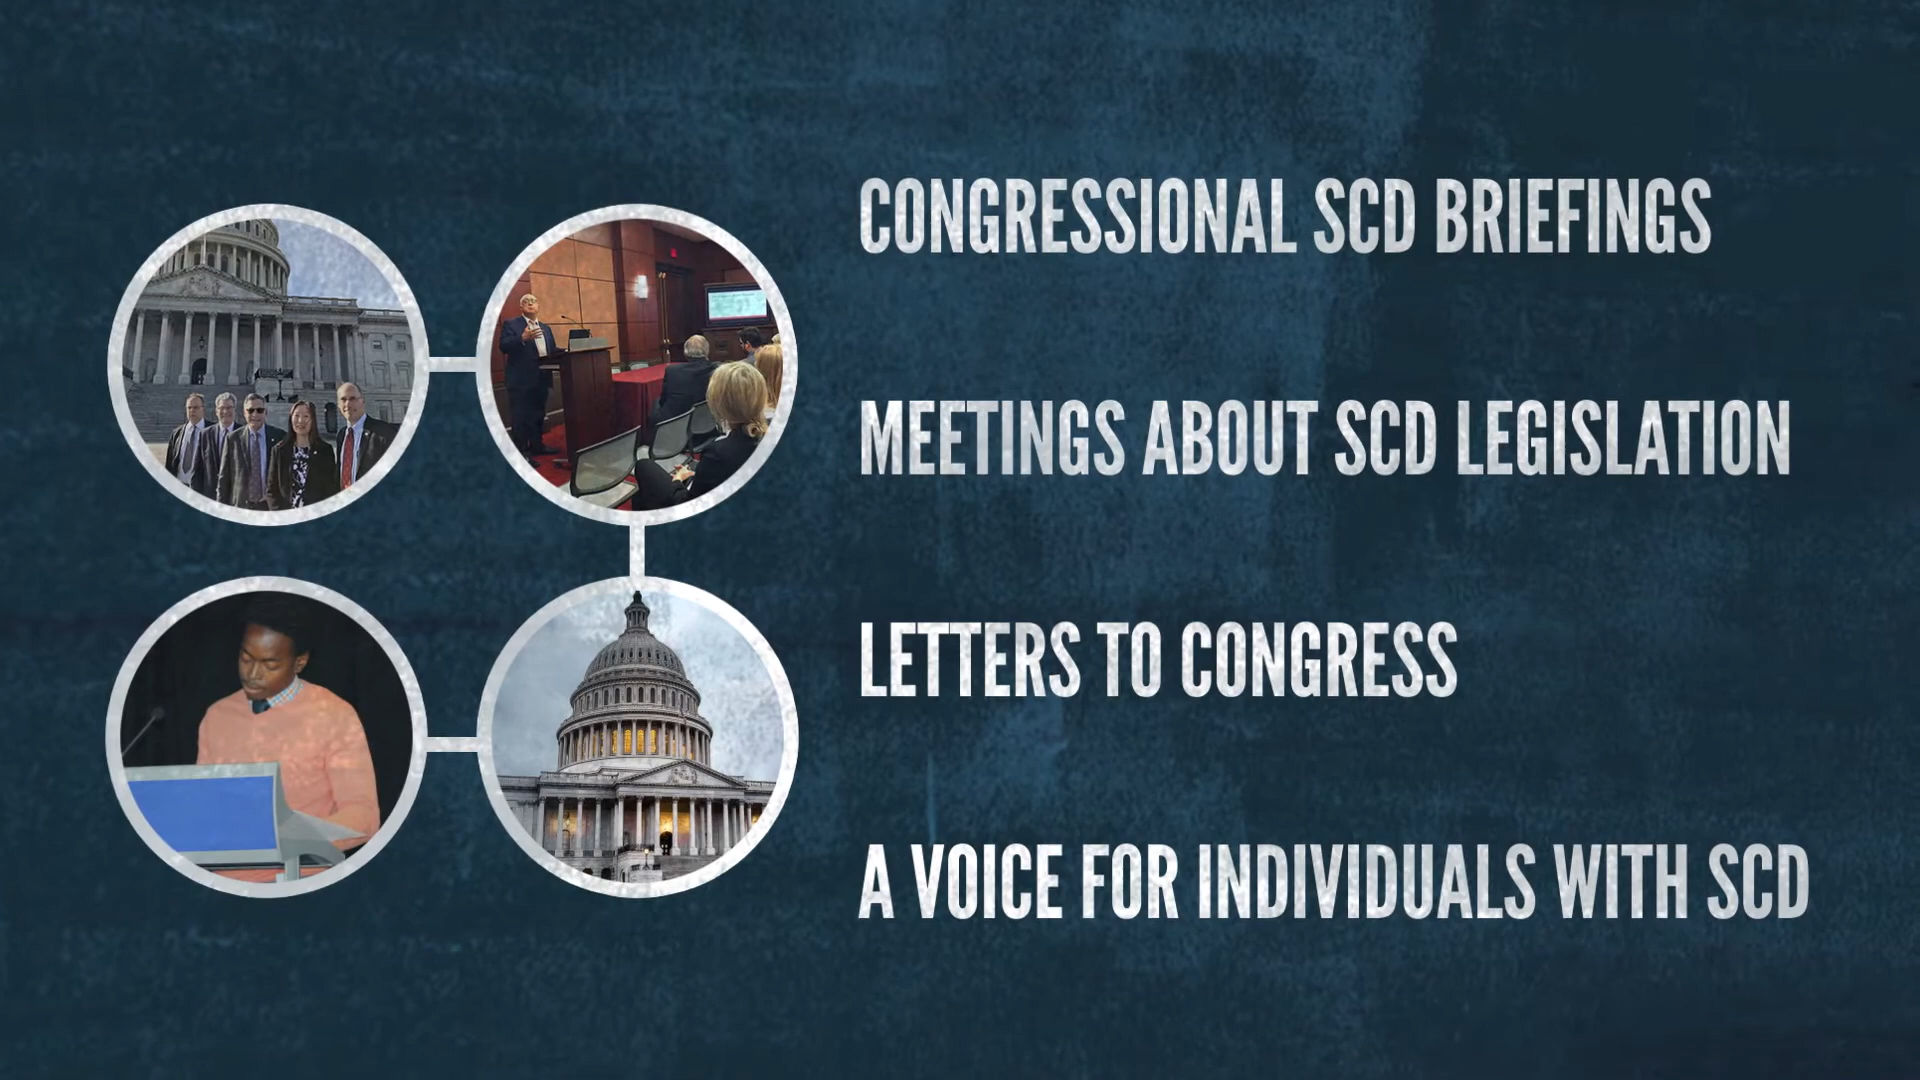 CONGRESSIONAL SCD BRIEFINGS
MEETINGS ABOUT SCD LEGISLATION
LETTERS TO CONGRESS
A VOICE FOR INDIVIDUALS WITH SCD